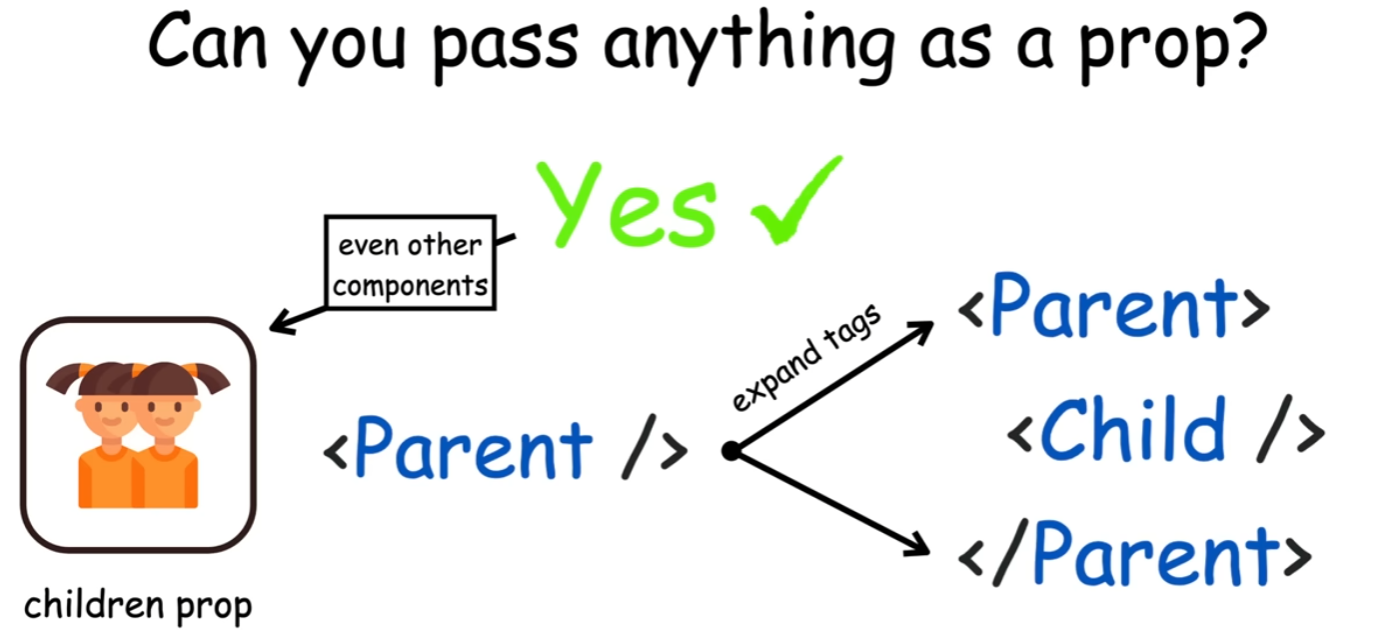 Can you pass anything as a prop?
Yes ✓
even other
components
children prop
<Parent />
expand tags
<Parent>
<Child />
</Parent>